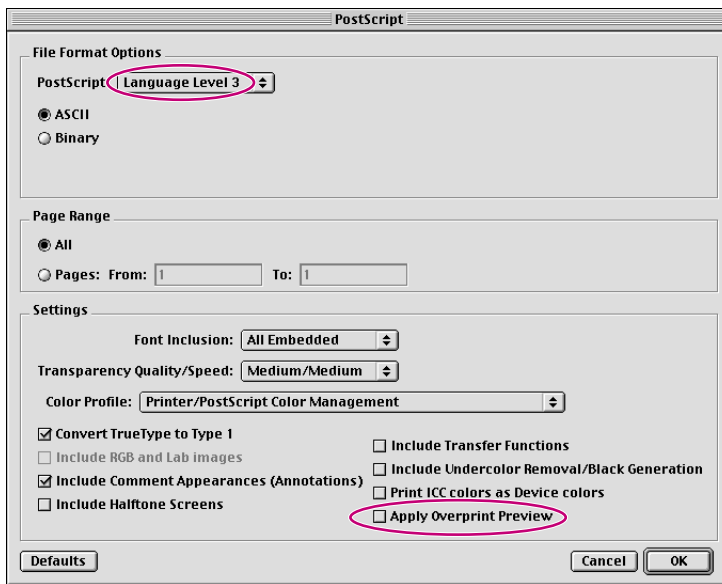 PostScript
File Format Options
PostScript Language Level 3
ASCII
Binary
Page Range
All
Pages: From: 1 To: 1
Settings
Font Inclusion: All Embedded
Transparency Quality/Speed: Medium/Medium
Color Profile: Printer/PostScript Color Management
Convert TrueType to Type 1
Include RGB and Lab images
Include Comment Appearances (Annotations)
Include Halftone Screens
Include Transfer Functions
Include Undercolor Removal/Black Generation
Print ICC colors as Device colors
Apply Overprint Preview
Defaults
Cancel
OK